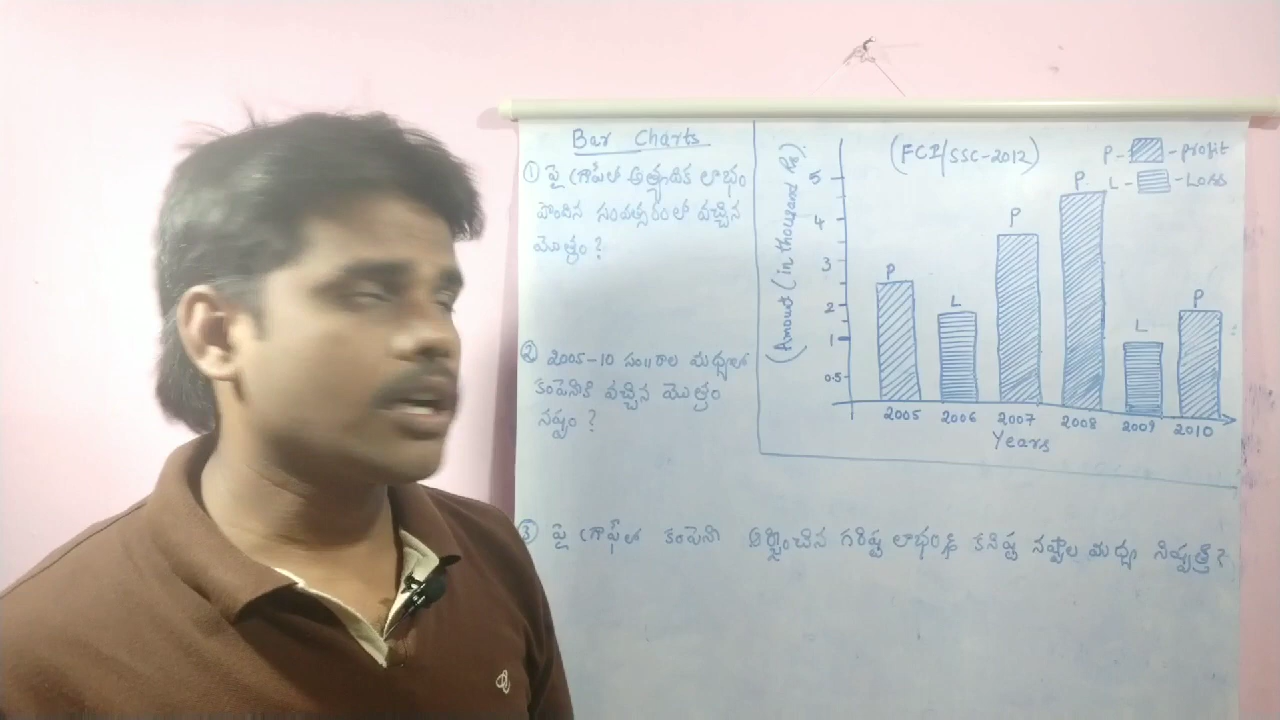 Bar Charts
① పై గ్రాఫ్‌లో అత్యధిక లాభం
పొందిన సంవత్సరంలో వచ్చిన
మొత్తం ?
② 2005-10 సం॥రాల మధ్యలో
కంపెనీకి వచ్చిన మొత్తం
నష్టం ?
③ పై గ్రాఫ్‌లో కంపెనీ ఏర్జించిన గరిష్ట లాభం & కనిష్ట నష్టాల మధ్య నిష్పత్తి ?
(FCI/SSC-2012)
P - - profit
L - - Loss
(Amount (in thousand Rs).
5
4
3
2
1
0.5
P L P P L P
2005 2006 2007 2008 2009 2010
Years